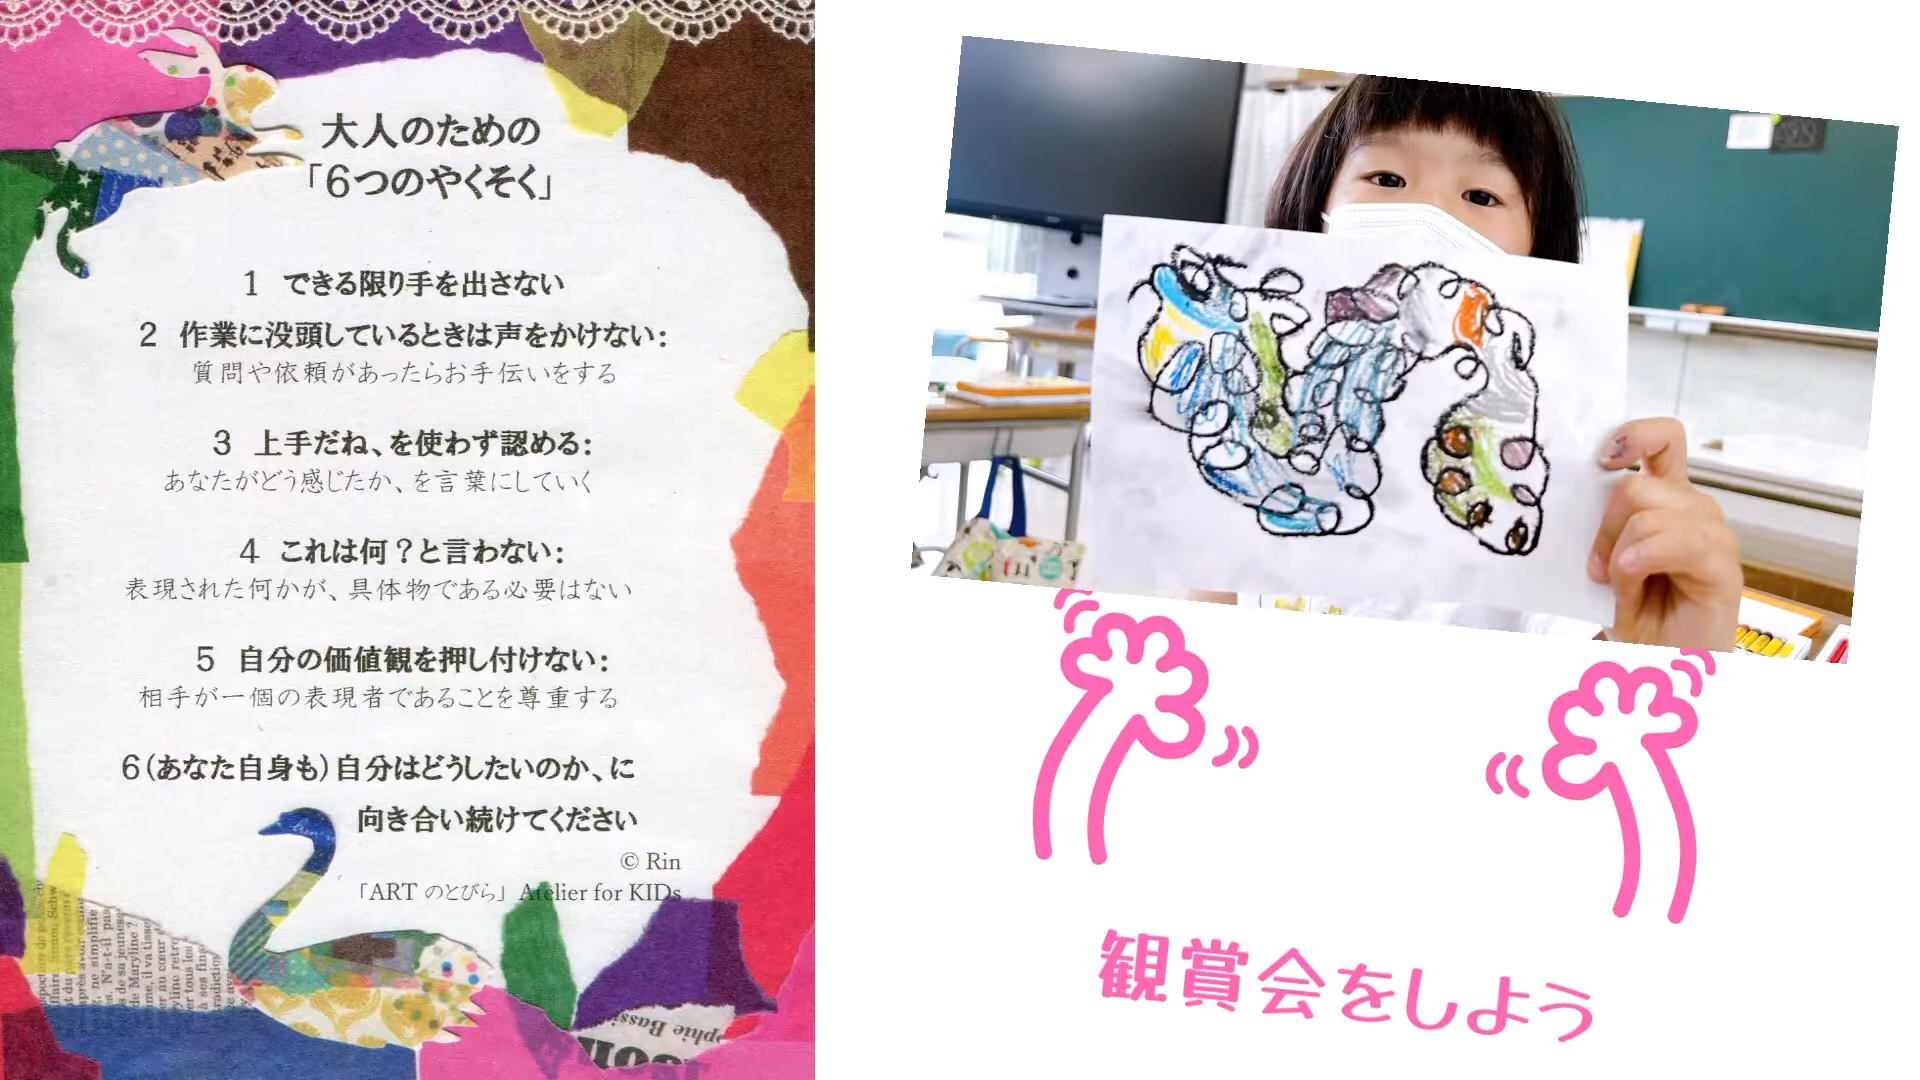 大人のための
「6つのやくそく」
1 できる限り手を出さない
2 作業に没頭しているときは声をかけない:
質問や依頼があったらお手伝いをする
3 上手だね、を使わず認める:
あなたがどう感じたか、を言葉にしていく
4 これは何?と言わない:
表現された何かが、具体物である必要はない
5 自分の価値観を押し付けない:
相手が一個の表現者であることを尊重する
6(あなた自身も)自分はどうしたいのか、に
向き合い続けてください
© Rin
「ART のとびら」 Atelier for KIDs
観賞会をしよう